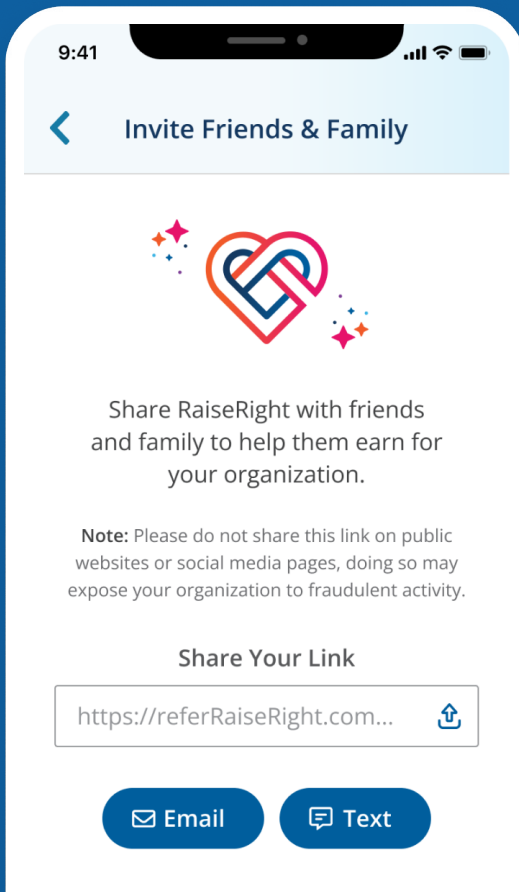 9:41
Invite Friends & Family
Share RaiseRight with friends
and family to help them earn for
your organization.
Note: Please do not share this link on public
websites or social media pages, doing so may
expose your organization to fraudulent activity.
Share Your Link
https://referRaiseRight.com...
Email
Text